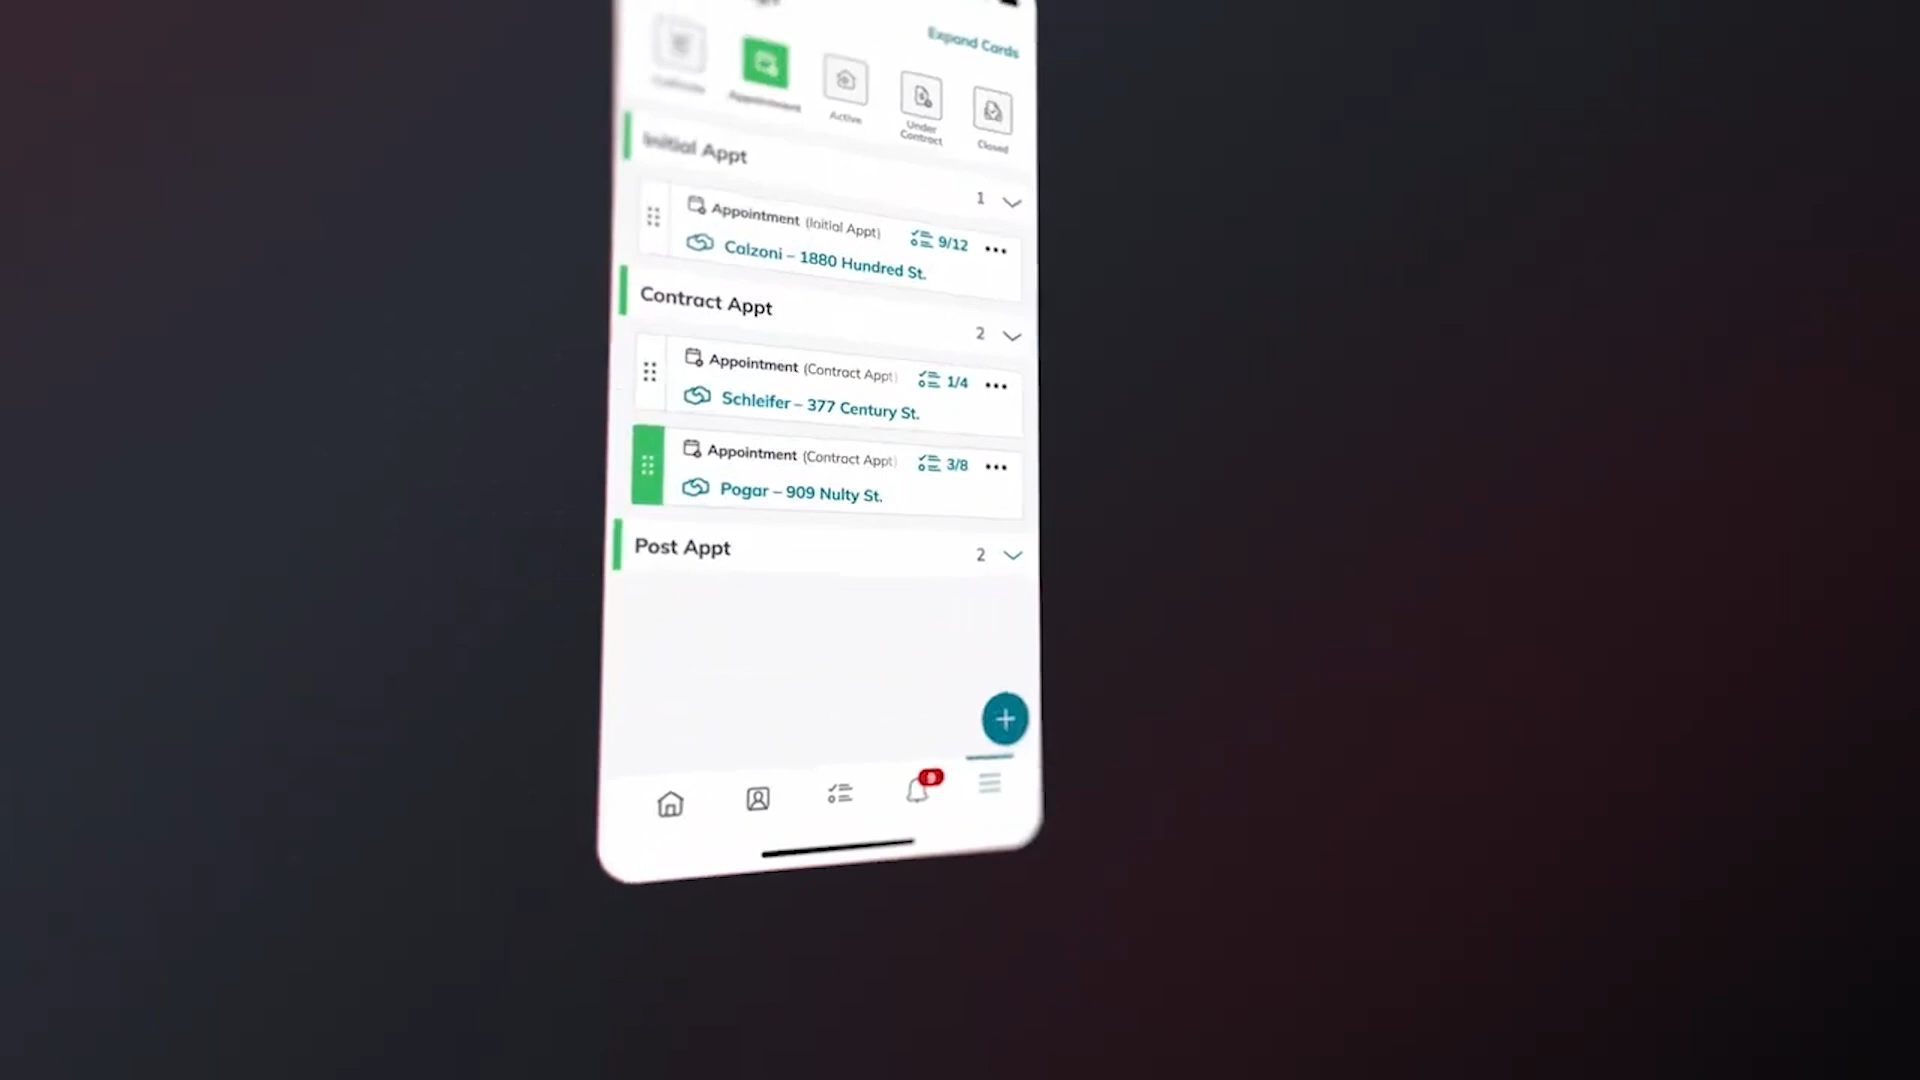 Expand Cards
Appointment
Active
Under
Contract
Closed
Initial Appt
1
Appointment (Initial Appt)
9/12
Calzoni – 1880 Hundred St.
Contract Appt
2
Appointment (Contract Appt)
1/4
Schleifer – 377 Century St.
Appointment (Contract Appt)
3/8
Pogar – 909 Nulty St.
Post Appt
2